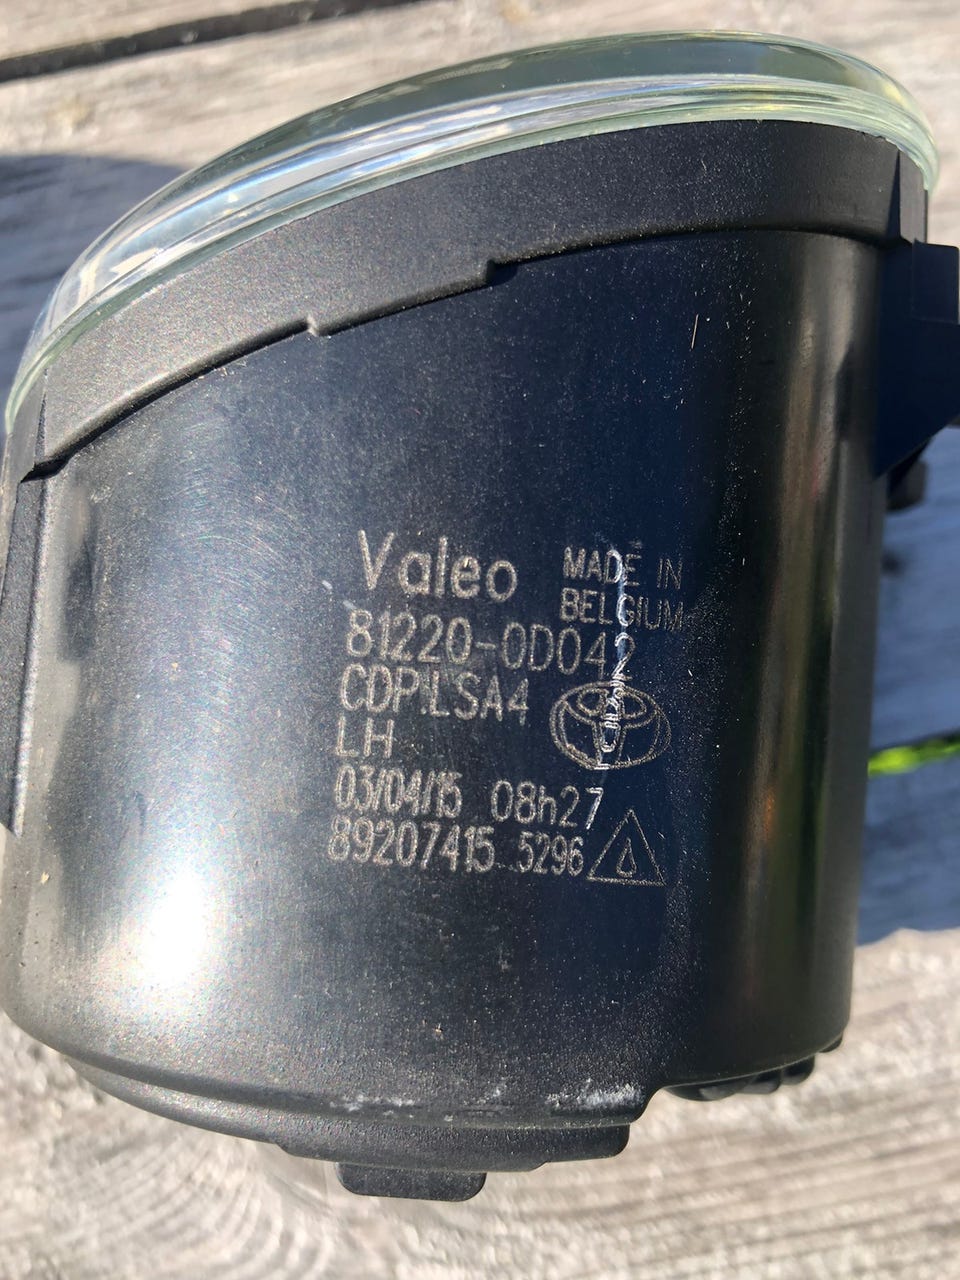 Valeo
MADE IN
BELGIUM
81220-0D042
CDP:LSA4
LH
03/04/15 08h27
89207415 5296